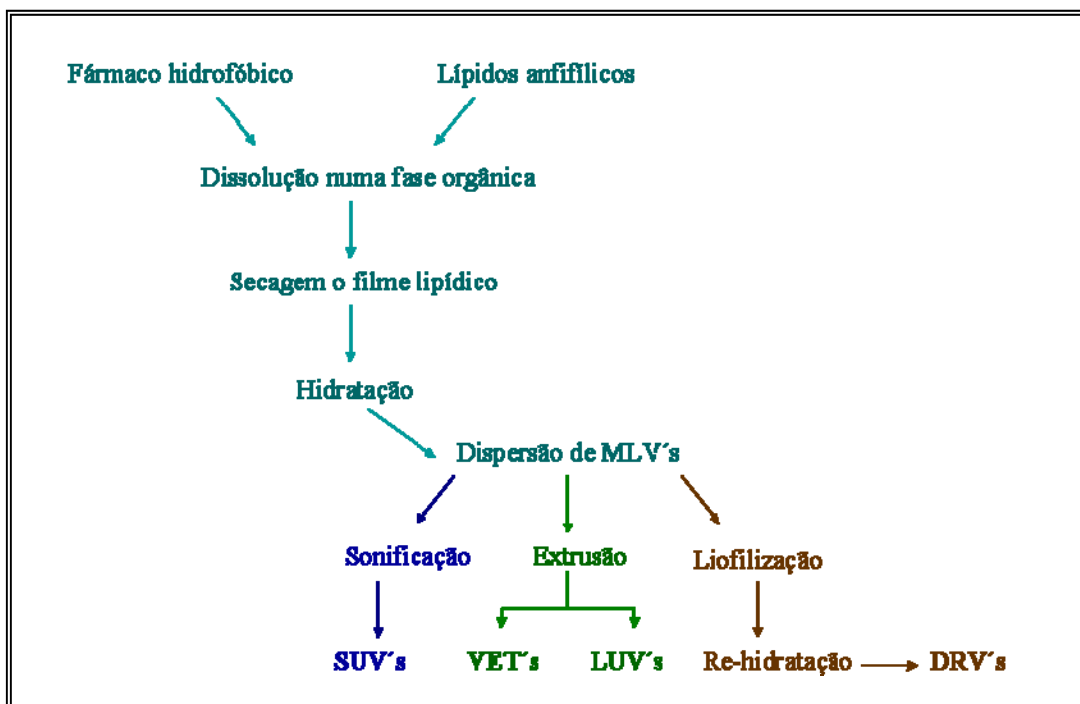 Fármaco hidrofóbico
Lípidos anfifílicos
Dissolução numa fase orgânica
Secagem o filme lipídico
Hidratação
Dispersão de MLV´s
Sonificação
Extrusão
Liofilização
SUV´s
VET´s
LUV´s
Re-hidratação
DRV´s